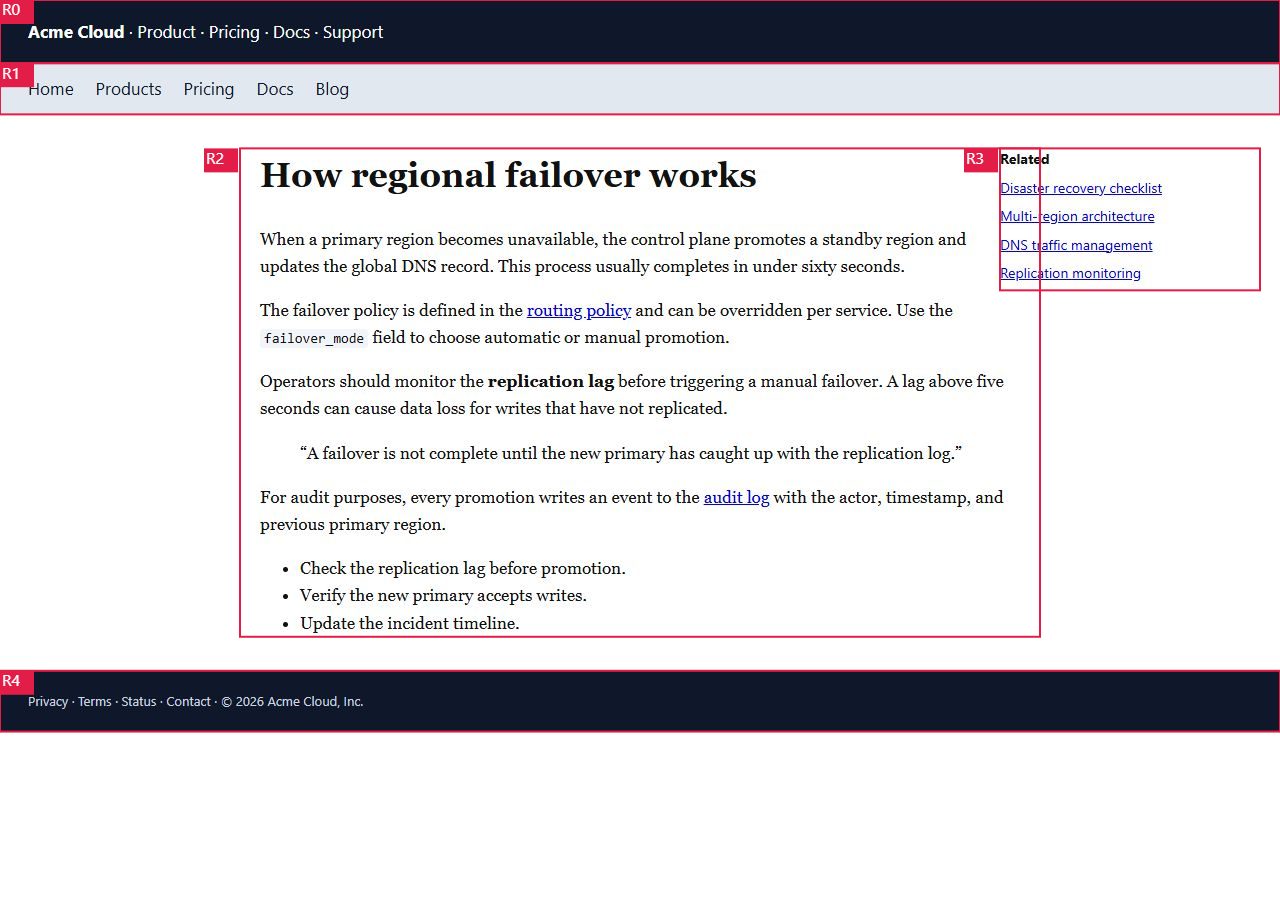 R0
Acme Cloud · Product · Pricing · Docs · Support
R1
Home Products Pricing Docs Blog
R2
How regional failover works
When a primary region becomes unavailable, the control plane promotes a standby region and
updates the global DNS record. This process usually completes in under sixty seconds.
The failover policy is defined in the routing policy and can be overridden per service. Use the
failover_mode field to choose automatic or manual promotion.
Operators should monitor the replication lag before triggering a manual failover. A lag above five
seconds can cause data loss for writes that have not replicated.
“A failover is not complete until the new primary has caught up with the replication log.”
For audit purposes, every promotion writes an event to the audit log with the actor, timestamp, and
previous primary region.
• Check the replication lag before promotion.
• Verify the new primary accepts writes.
• Update the incident timeline.
R3
Related
Disaster recovery checklist
Multi-region architecture
DNS traffic management
Replication monitoring
R4
Privacy · Terms · Status · Contact · © 2026 Acme Cloud, Inc.